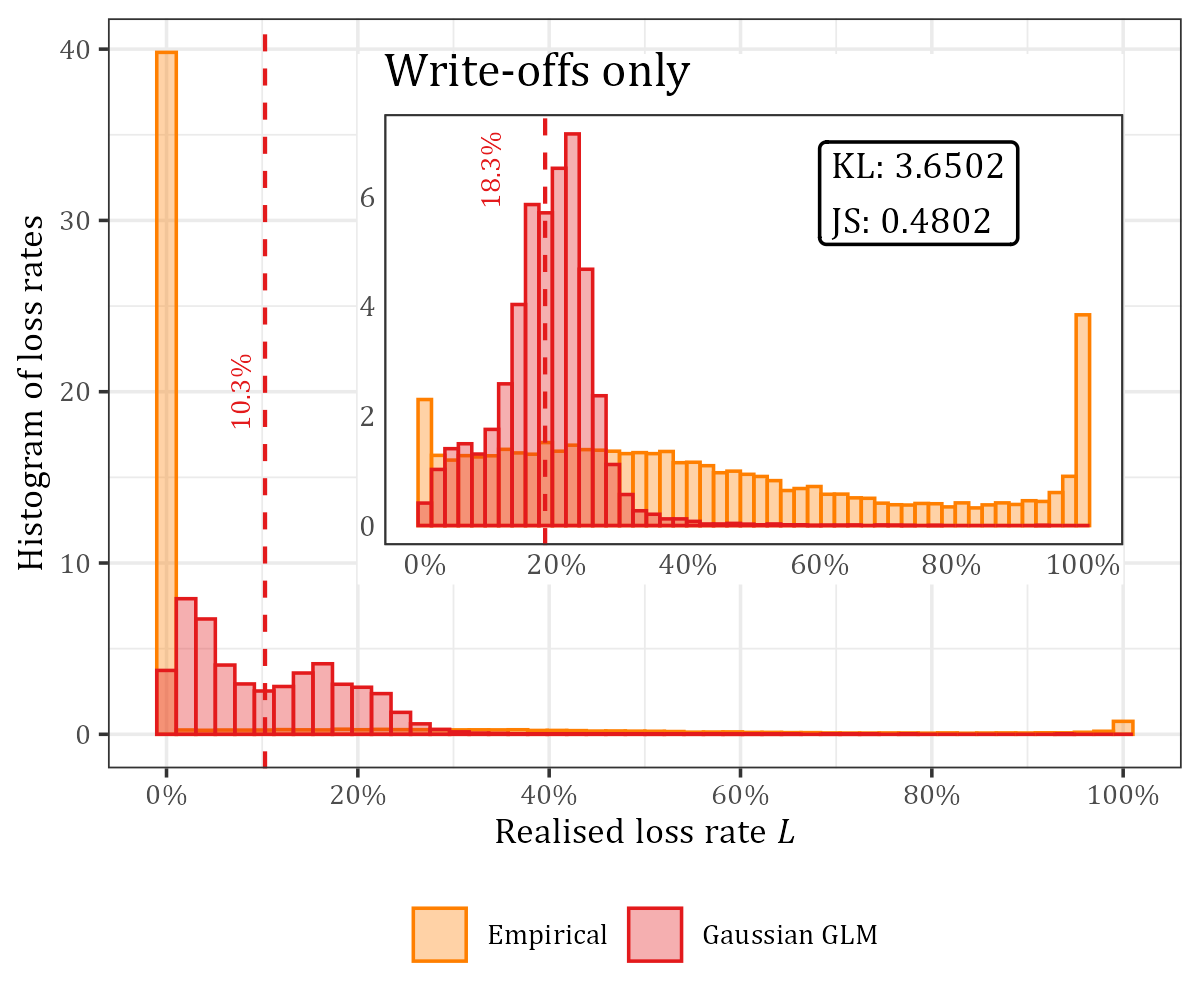 Histogram of loss rates
40
30
20
10
0
10.3%
Write-offs only
18.3%
KL: 3.6502
JS: 0.4802
6
4
2
0
0% 20% 40% 60% 80% 100%
0% 20% 40% 60% 80% 100%
Realised loss rate L
Empirical Gaussian GLM